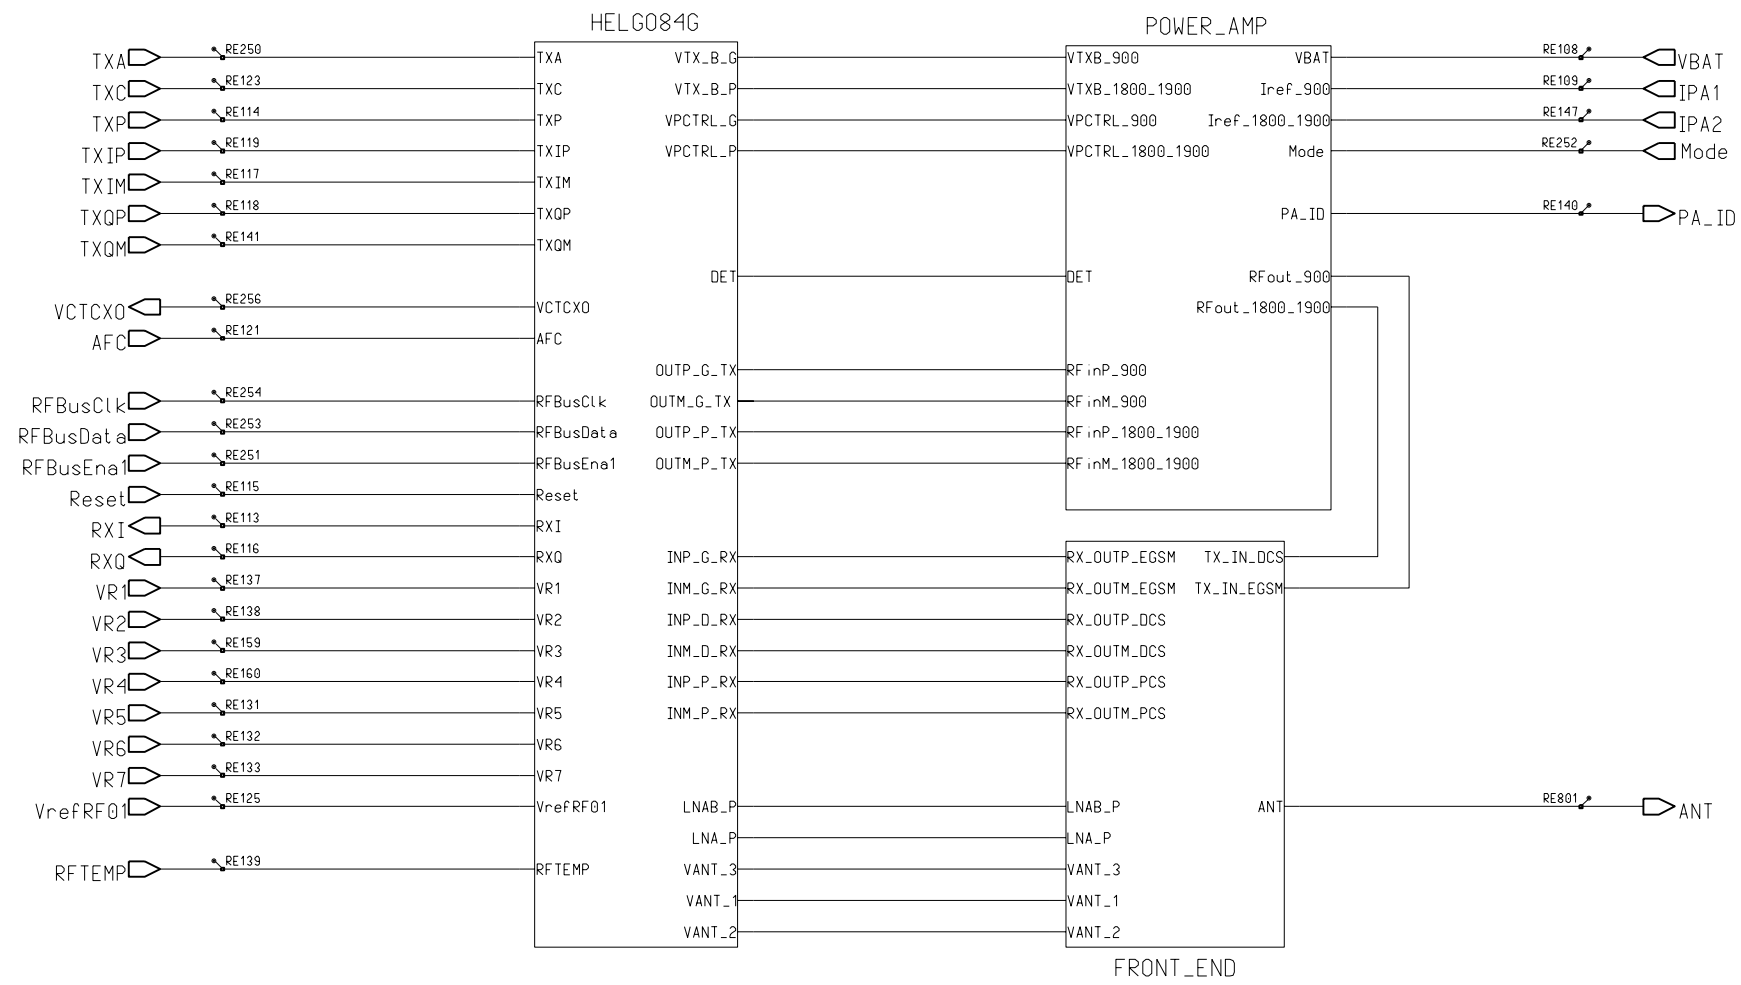 HELGO84G
POWER_AMP
TXA RE250 TXA VTX_B_G VTXB_900 VBAT RE108 VBAT
TXC RE123 TXC VTX_B_P VTXB_1800_1900 Iref_900 RE109 IPA1
TXP RE114 TXP VPCTRL_G VPCTRL_900 Iref_1800_1900 RE147 IPA2
TXIP RE119 TXIP VPCTRL_P VPCTRL_1800_1900 Mode RE252 Mode
TXIM RE117 TXIM
TXQP RE118 TXQP PA_ID RE140 PA_ID
TXQM RE141 TXQM
DET DET RFout_900
VCTCXO RE256 VCTCXO RFout_1800_1900
AFC RE121 AFC
OUTP_G_TX RFinP_900
RFBusClk RE254 RFBusClk OUTM_G_TX RFinM_900
RFBusData RE253 RFBusData OUTP_P_TX RFinP_1800_1900
RFBusEna1 RE251 RFBusEna1 OUTM_P_TX RFinM_1800_1900
Reset RE115 Reset
RXI RE113 RXI
RXQ RE116 RXQ INP_G_RX RX_OUTP_EGSM TX_IN_DCS
VR1 RE137 VR1 INM_G_RX RX_OUTM_EGSM TX_IN_EGSM
VR2 RE138 VR2 INP_D_RX RX_OUTP_DCS
VR3 RE159 VR3 INM_D_RX RX_OUTM_DCS
VR4 RE160 VR4 INP_P_RX RX_OUTP_PCS
VR5 RE131 VR5 INM_P_RX RX_OUTM_PCS
VR6 RE132 VR6
VR7 RE133 VR7
VrefRF01 RE125 VrefRF01 LNAB_P LNAB_P ANT RE801 ANT
LNA_P LNA_P
RFTEMP RE139 RFTEMP VANT_3 VANT_3
VANT_1 VANT_1
VANT_2 VANT_2
FRONT_END